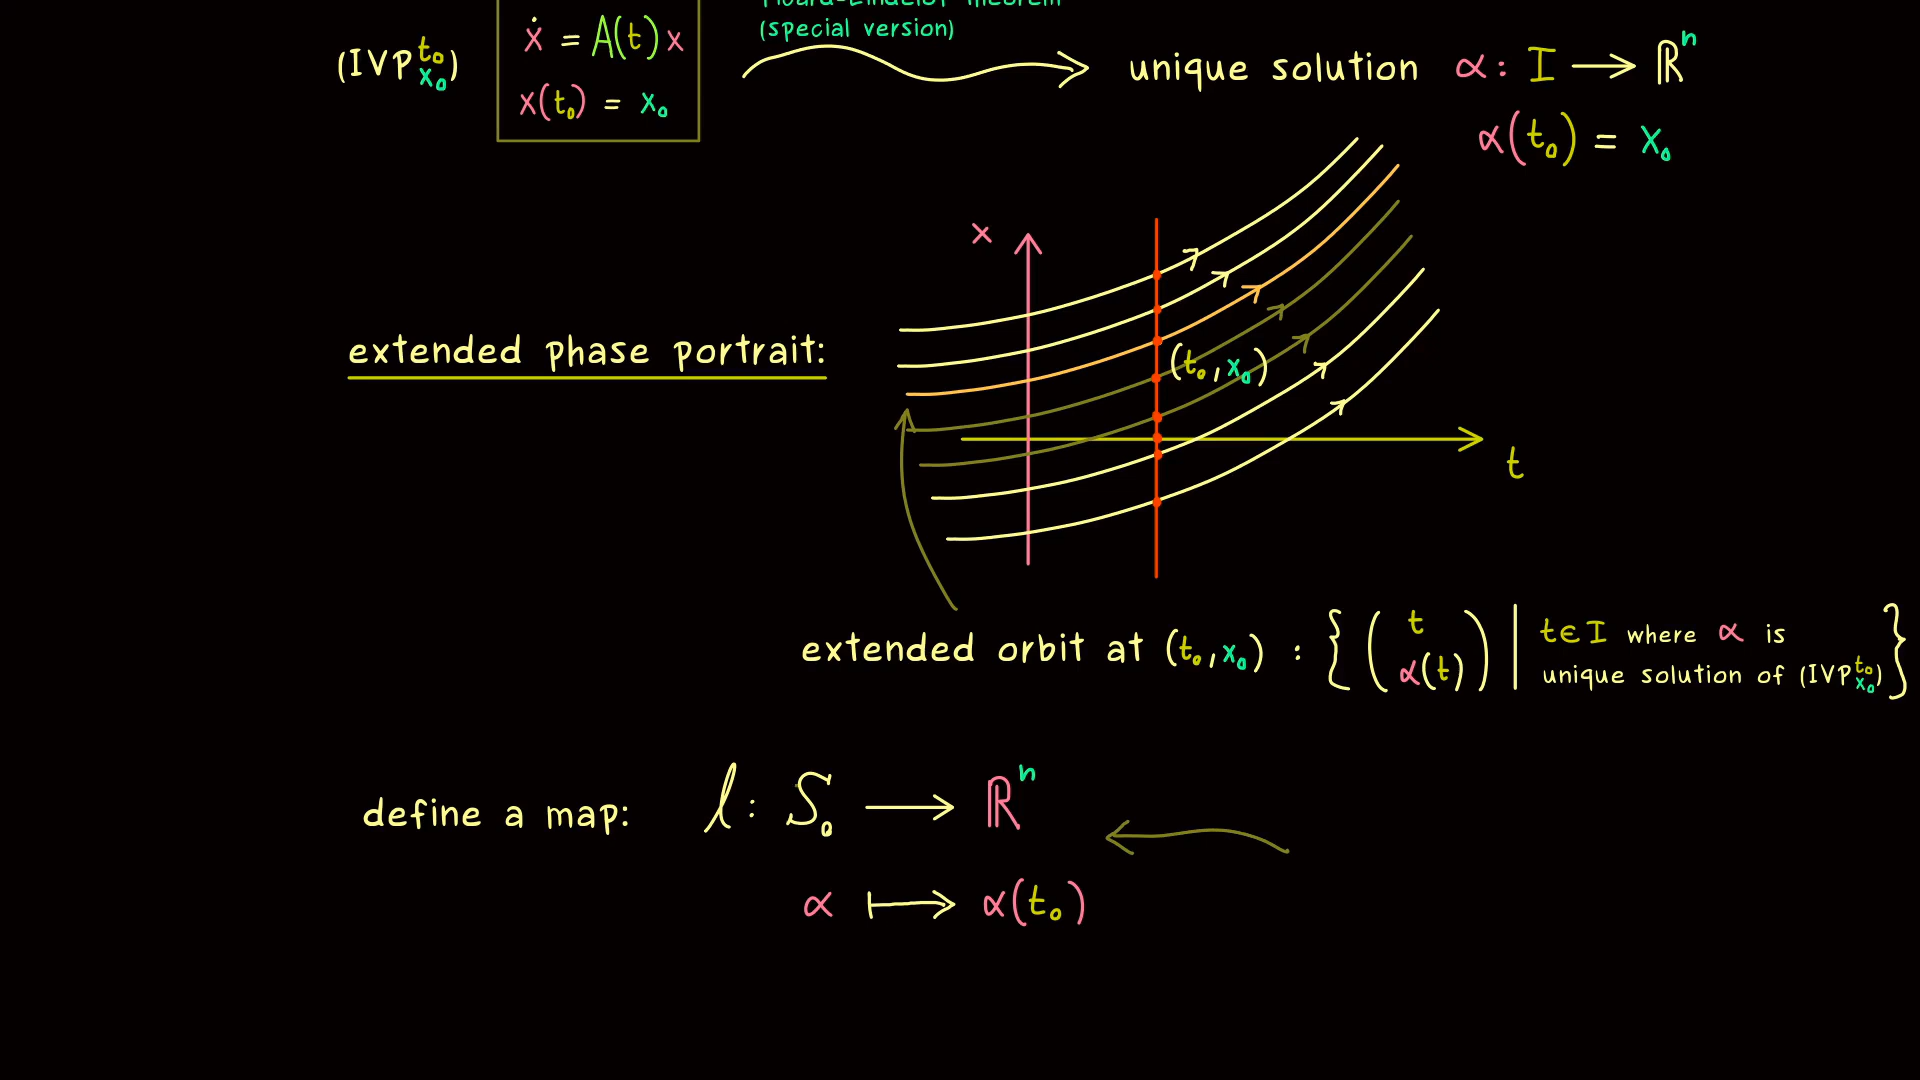 (special version)
(IVP^{t₀}_{x₀}) ẋ = A(t)x
x(t₀) = x₀
unique solution α: I ⟶ ℝⁿ
α(t₀) = x₀
x
extended phase portrait:
(t₀, x₀)
t
extended orbit at (t₀, x₀) : { ( t α(t) ) | t∈I where α is
unique solution of (IVP^{t₀}_{x₀}) }
define a map: l: S₀ ⟶ ℝⁿ
α ⟼ α(t₀)